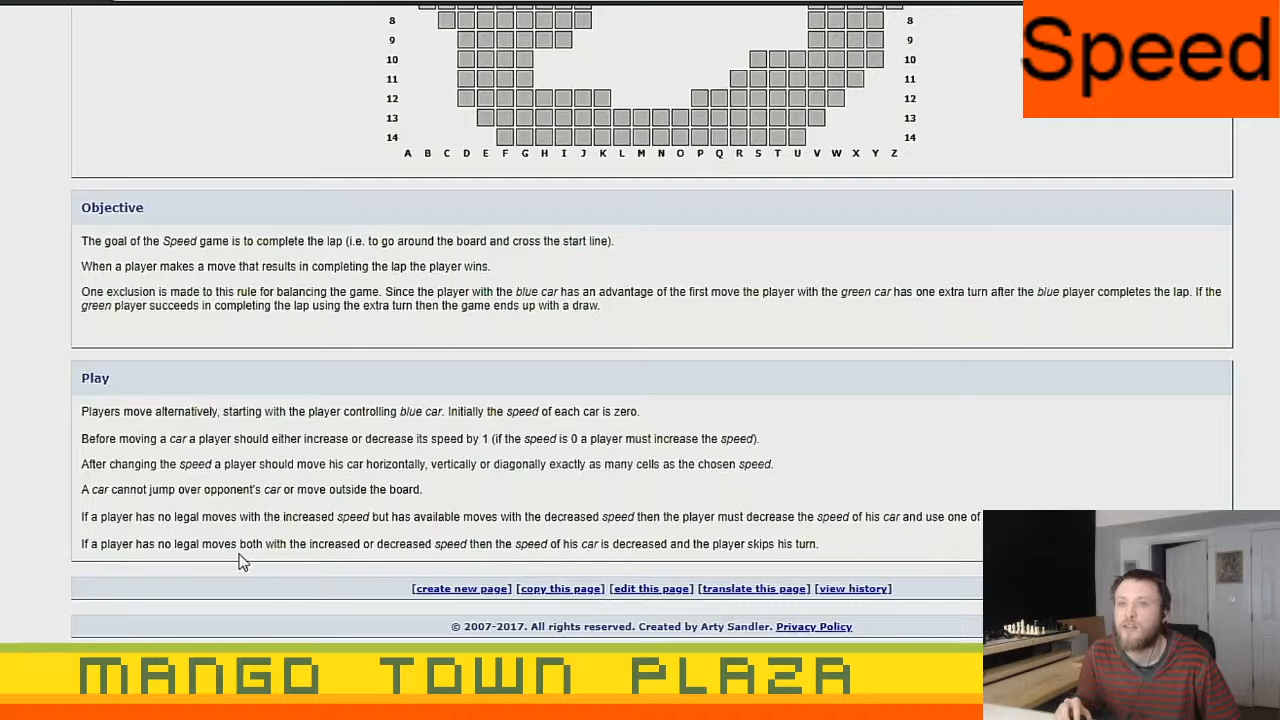 8 8
9 9
10 10
11 11
12 12
13 13
14 14
A B C D E F G H I J K L M N O P Q R S T U V W X Y Z
Speed
Objective
The goal of the Speed game is to complete the lap (i.e. to go around the board and cross the start line).
When a player makes a move that results in completing the lap the player wins.
One exclusion is made to this rule for balancing the game. Since the player with the blue car has an advantage of the first move the player with the green car has one extra turn after the blue player completes the lap. If the
green player succeeds in completing the lap using the extra turn then the game ends up with a draw.
Play
Players move alternatively, starting with the player controlling blue car. Initially the speed of each car is zero.
Before moving a car a player should either increase or decrease its speed by 1 (if the speed is 0 a player must increase the speed).
After changing the speed a player should move his car horizontally, vertically or diagonally exactly as many cells as the chosen speed.
A car cannot jump over opponent's car or move outside the board.
If a player has no legal moves with the increased speed but has available moves with the decreased speed then the player must decrease the speed of his car and use one of
If a player has no legal moves both with the increased or decreased speed then the speed of his car is decreased and the player skips his turn.
[create new page] [copy this page] [edit this page] [translate this page] [view history]
© 2007-2017. All rights reserved. Created by Arty Sandler. Privacy Policy
MANGO TOWN PLAZA